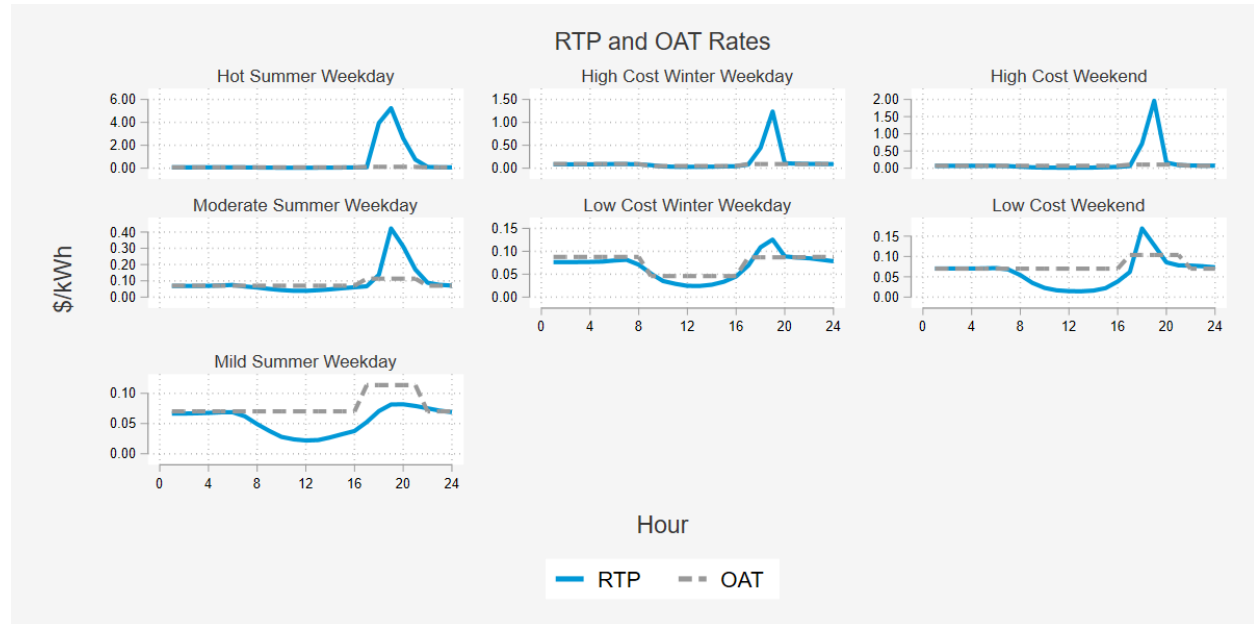 RTP and OAT Rates
Hot Summer Weekday
High Cost Winter Weekday
High Cost Weekend
6.00
4.00
2.00
0.00
1.50
1.00
0.50
0.00
2.00
1.50
1.00
0.50
0.00
Moderate Summer Weekday
Low Cost Winter Weekday
Low Cost Weekend
0.40
0.30
0.20
0.10
0.00
0.15
0.10
0.05
0.00
0 4 8 12 16 20 24
0.15
0.10
0.05
0.00
0 4 8 12 16 20 24
$/kWh
Mild Summer Weekday
0.10
0.05
0.00
0 4 8 12 16 20 24
Hour
RTP OAT